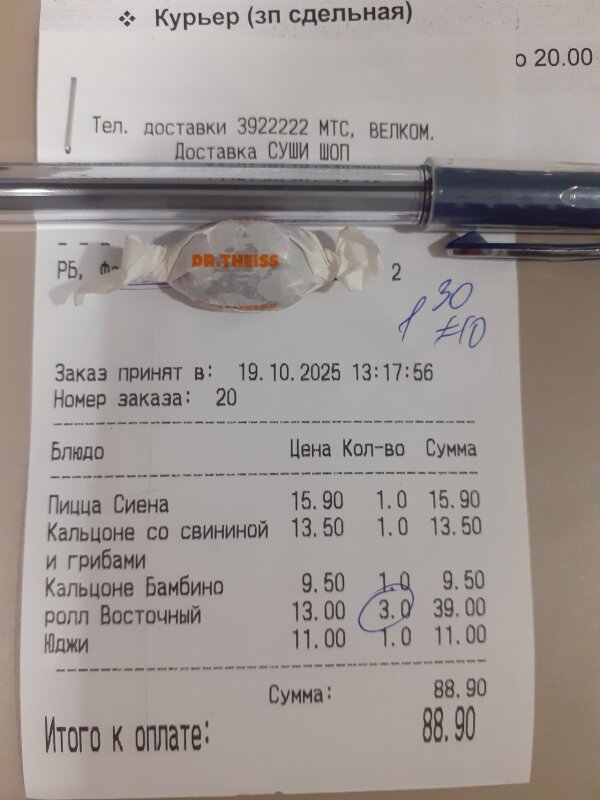 ❖ Курьер (зп сдельная)
о 20.00
Тел. доставки 3922222 МТС, ВЕЛКОМ.
Доставка СУШИ ШОП
РБ, 2
DR.THEISS
30
Заказ принят в: 19.10.2025 13:17:56
Номер заказа: 20
Блюдо Цена Кол-во Сумма
Пицца Сиена 15.90 1.0 15.90
Кальцоне со свининой 13.50 1.0 13.50
и грибами
Кальцоне Бамбино 9.50 1.0 9.50
ролл Восточный 13.00 3.0 39.00
Юджи 11.00 1.0 11.00
Сумма: 88.90
Итого к оплате: 88.90